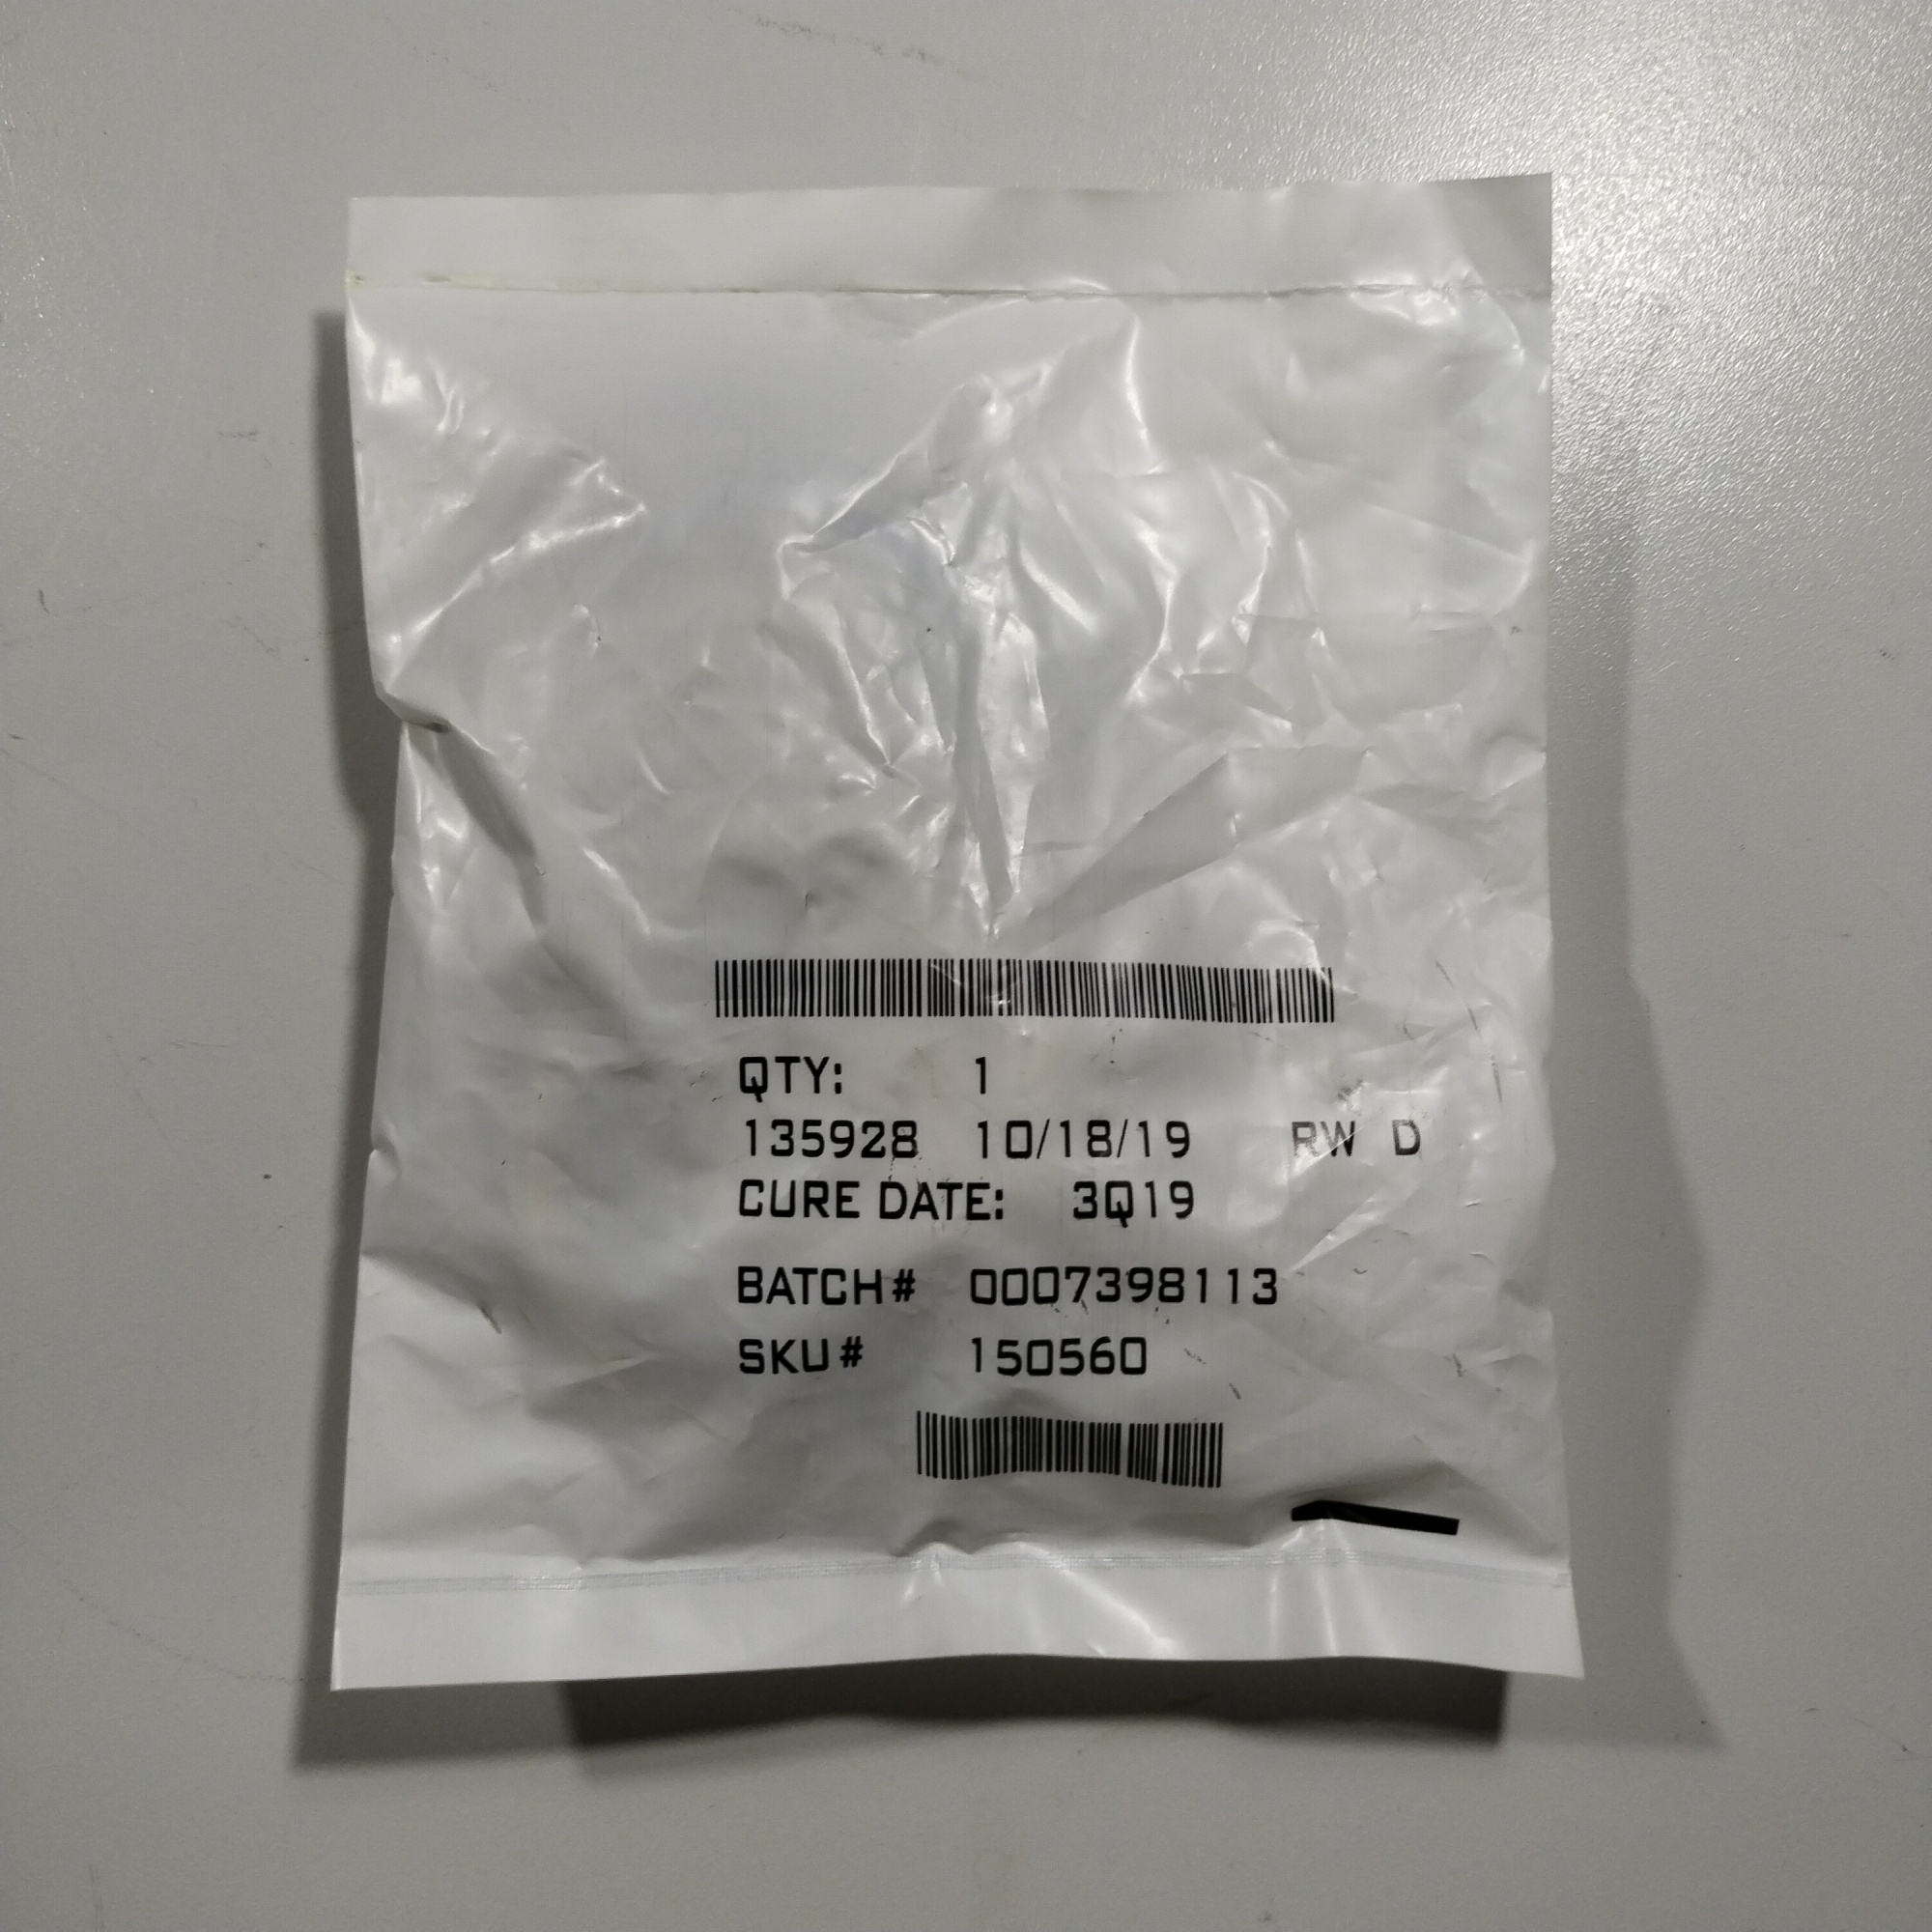 QTY: 1
135928 10/18/19 RW D
CURE DATE: 3Q19
BATCH# 0007398113
SKU# 150560